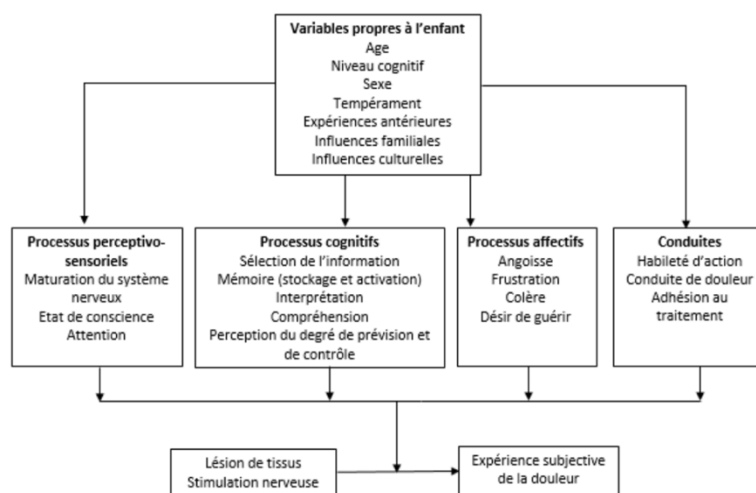 Variables propres à l'enfant
Age
Niveau cognitif
Sexe
Tempérament
Expériences antérieures
Influences familiales
Influences culturelles
Processus perceptivo-
sensoriels
Maturation du système
nerveux
Etat de conscience
Attention
Processus cognitifs
Sélection de l'information
Mémoire (stockage et activation)
Interprétation
Compréhension
Perception du degré de prévision et
de contrôle
Processus affectifs
Angoisse
Frustration
Colère
Désir de guérir
Conduites
Habileté d'action
Conduite de douleur
Adhésion au
traitement
Lésion de tissus
Stimulation nerveuse
Expérience subjective
de la douleur